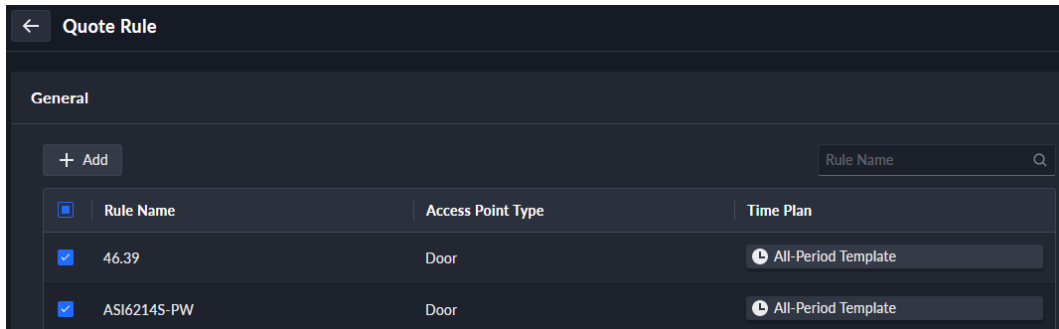 Quote Rule
General
+ Add
Rule Name
Rule Name Access Point Type Time Plan
46.39 Door All-Period Template
ASI6214S-PW Door All-Period Template